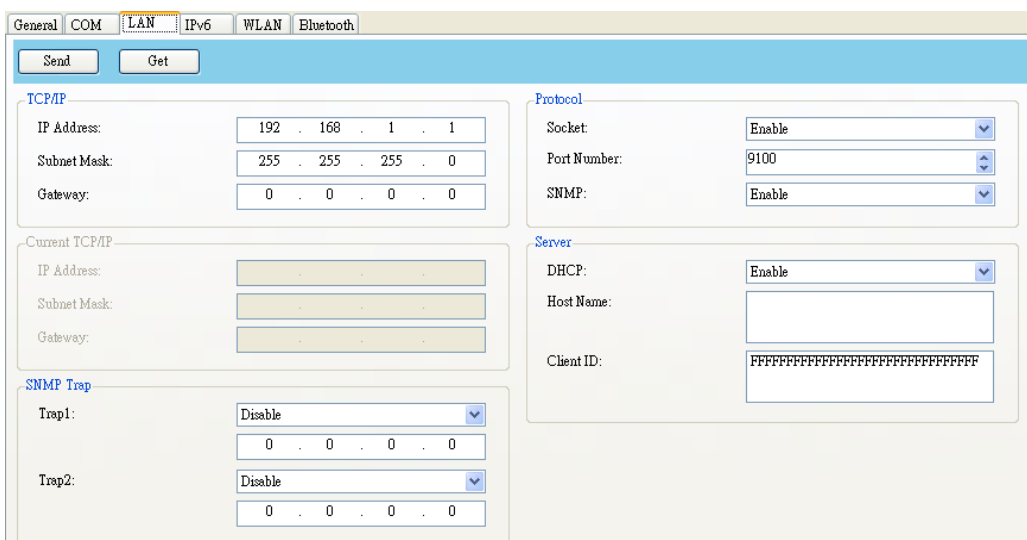 General COM LAN IPv6 WLAN Bluetooth
Send Get
TCP/IP
IP Address: 192 . 168 . 1 . 1
Subnet Mask: 255 . 255 . 255 . 0
Gateway: 0 . 0 . 0 . 0
Current TCP/IP
IP Address: . . .
Subnet Mask: . . .
Gateway: . . .
SNMP Trap
Trap1: Disable
0 . 0 . 0 . 0
Trap2: Disable
0 . 0 . 0 . 0
Protocol
Socket: Enable
Port Number: 9100
SNMP: Enable
Server
DHCP: Enable
Host Name:
Client ID: FFFFFFFFFFFFFFFFFFFFFFFFFFFFFFFF